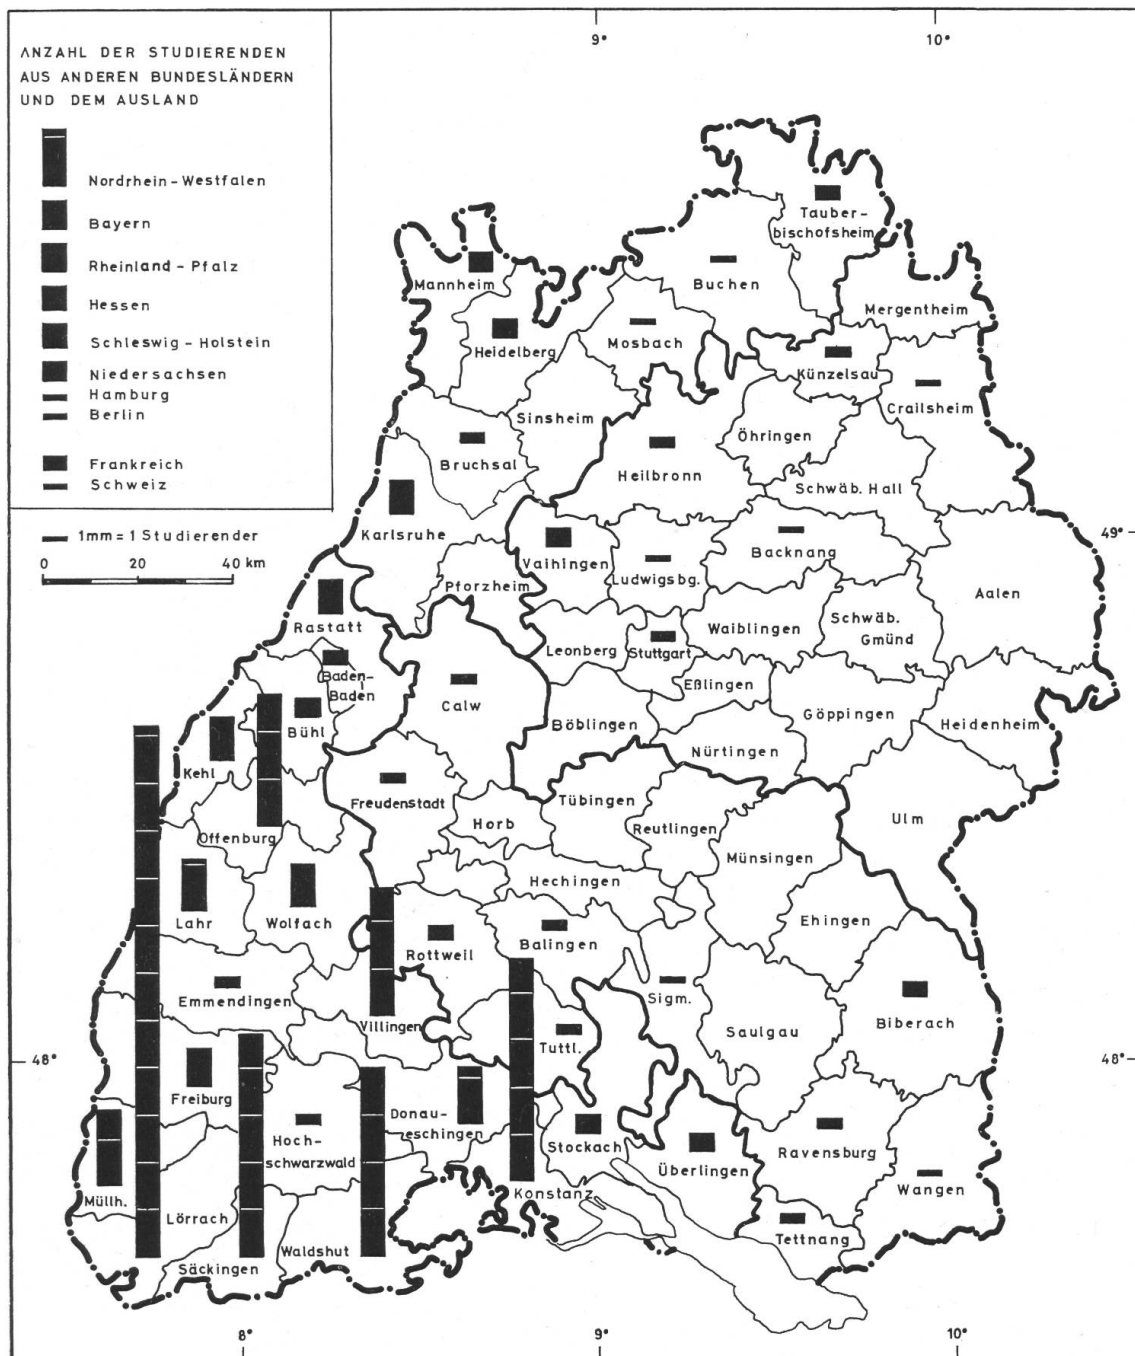 9°
10°
ANZAHL DER STUDIERENDEN
AUS ANDEREN BUNDESLÄNDERN
UND DEM AUSLAND
Nordrhein-Westfalen
Bayern
Rheinland-Pfalz
Hessen
Schleswig-Holstein
Niedersachsen
Hamburg
Berlin
Frankreich
Schweiz
1mm = 1 Studierender
0 20 40 km
Tauber-
bischofsheim
Mannheim
Buchen
Mergentheim
Heidelberg
Mosbach
Künzelsau
Crailsheim
Sinsheim
Öhringen
Bruchsal
Heilbronn
Schwäb. Hall
Karlsruhe
49°
Vaihingen
Backnang
Pforzheim
Ludwigsbg.
Aalen
Rastatt
Waiblingen
Schwäb.
Gmünd
Leonberg
Stuttgart
Baden-
Baden
Eßlingen
Calw
Böblingen
Göppingen
Heidenheim
Bühl
Nürtingen
Kehl
Freudenstadt
Tübingen
Ulm
Offenburg
Horb
Reutlingen
Münsingen
Hechingen
Lahr
Wolfach
Ehingen
Rottweil
Balingen
Emmendingen
Sigm.
Villingen
Saulgau
Biberach
Tuttl.
48°
48°
Freiburg
Donau-
eschingen
Hoch-
schwarzwald
Stockach
Ravensburg
Überlingen
Müllh.
Konstanz
Wangen
Lörrach
Waldshut
Tettnang
Säckingen
8°
9°
10°